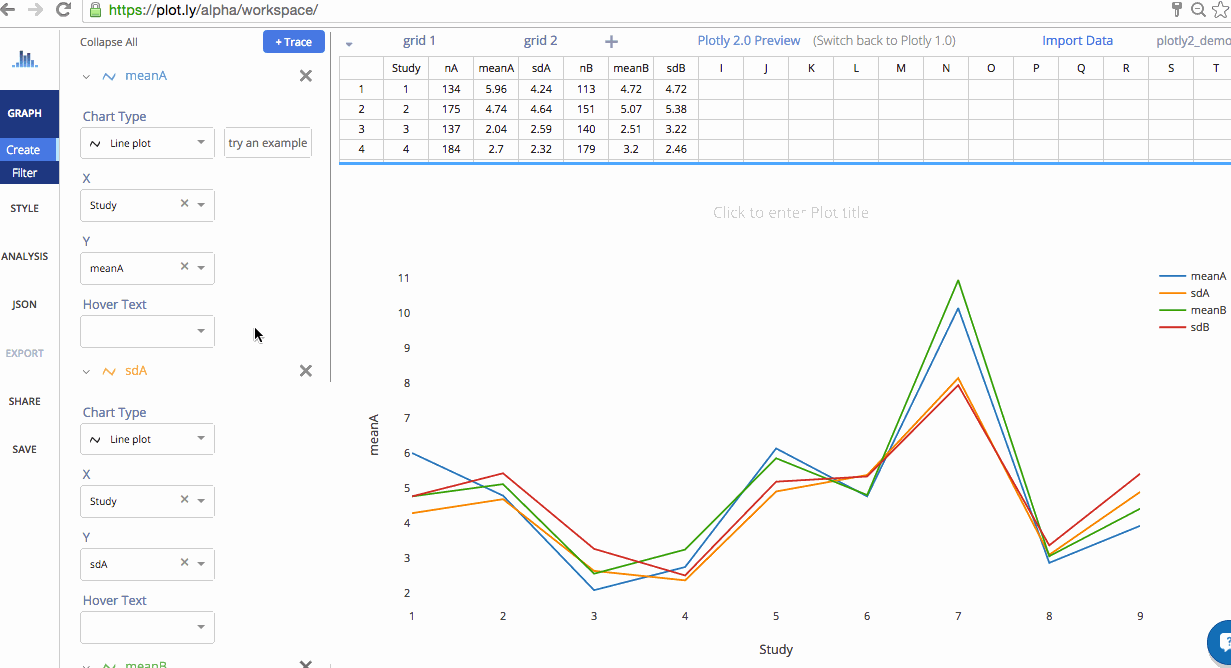 https://plot.ly/alpha/workspace/
Collapse All
+ Trace
meanA
Chart Type
Line plot
try an example
X
Study
Y
meanA
Hover Text
sdA
Chart Type
Line plot
X
Study
Y
sdA
Hover Text
meanB
GRAPH
Create
Filter
STYLE
ANALYSIS
JSON
EXPORT
SHARE
SAVE
grid 1 grid 2 + Plotly 2.0 Preview (Switch back to Plotly 1.0) Import Data plotly2_demo
Study nA meanA sdA nB meanB sdB I J K L M N O P Q R S T
1 1 134 5.96 4.24 113 4.72 4.72
2 2 175 4.74 4.64 151 5.07 5.38
3 3 137 2.04 2.59 140 2.51 3.22
4 4 184 2.7 2.32 179 3.2 2.46
Click to enter Plot title
11
10
9
8
7
6
5
4
3
2
meanA
1 2 3 4 5 6 7 8 9
Study
meanA
sdA
meanB
sdB
?